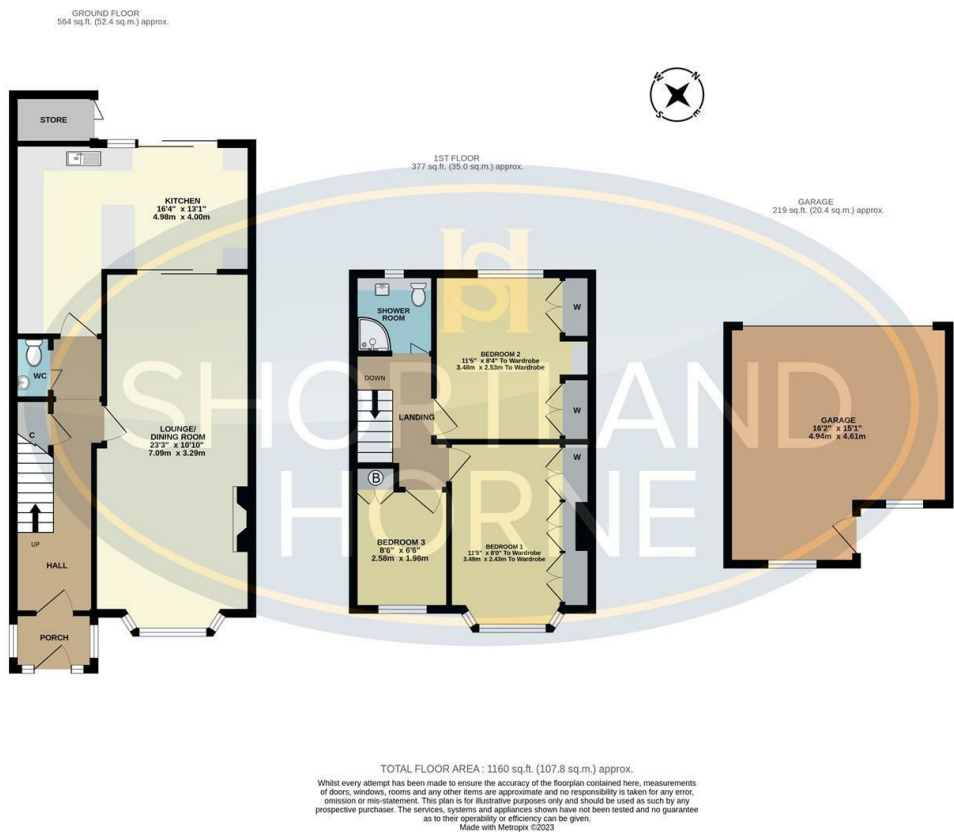 GROUND FLOOR
564 sq.ft. (52.4 sq.m.) approx.
STORE
KITCHEN
16'4" x 13'1"
4.98m x 4.00m
WC
C
LOUNGE/
DINING ROOM
23'3" x 10'10"
7.09m x 3.29m
UP
HALL
PORCH
1ST FLOOR
377 sq.ft. (35.0 sq.m.) approx.
SHOWER
ROOM
W
BEDROOM 2
11'5" x 8'4" To Wardrobe
3.48m x 2.53m To Wardrobe
DOWN
LANDING
W
W
B
BEDROOM 3
8'6" x 6'6"
2.58m x 1.98m
BEDROOM 1
11'5" x 8'0" To Wardrobe
3.49m x 2.43m To Wardrobe
W N
S E
GARAGE
219 sq.ft. (20.4 sq.m.) approx.
GARAGE
16'2" x 15'1"
4.94m x 4.61m
SH
SHORTLAND
HORNE
TOTAL FLOOR AREA : 1160 sq.ft. (107.8 sq.m.) approx.
Whilst every attempt has been made to ensure the accuracy of the floorplan contained here, measurements
of doors, windows, rooms and any other items are approximate and no responsibility is taken for any error,
omission or mis-statement. This plan is for illustrative purposes only and should be used as such by any
prospective purchaser. The services, systems and appliances shown have not been tested and no guarantee
as to their operability or efficiency can be given.
Made with Metropix ©2023